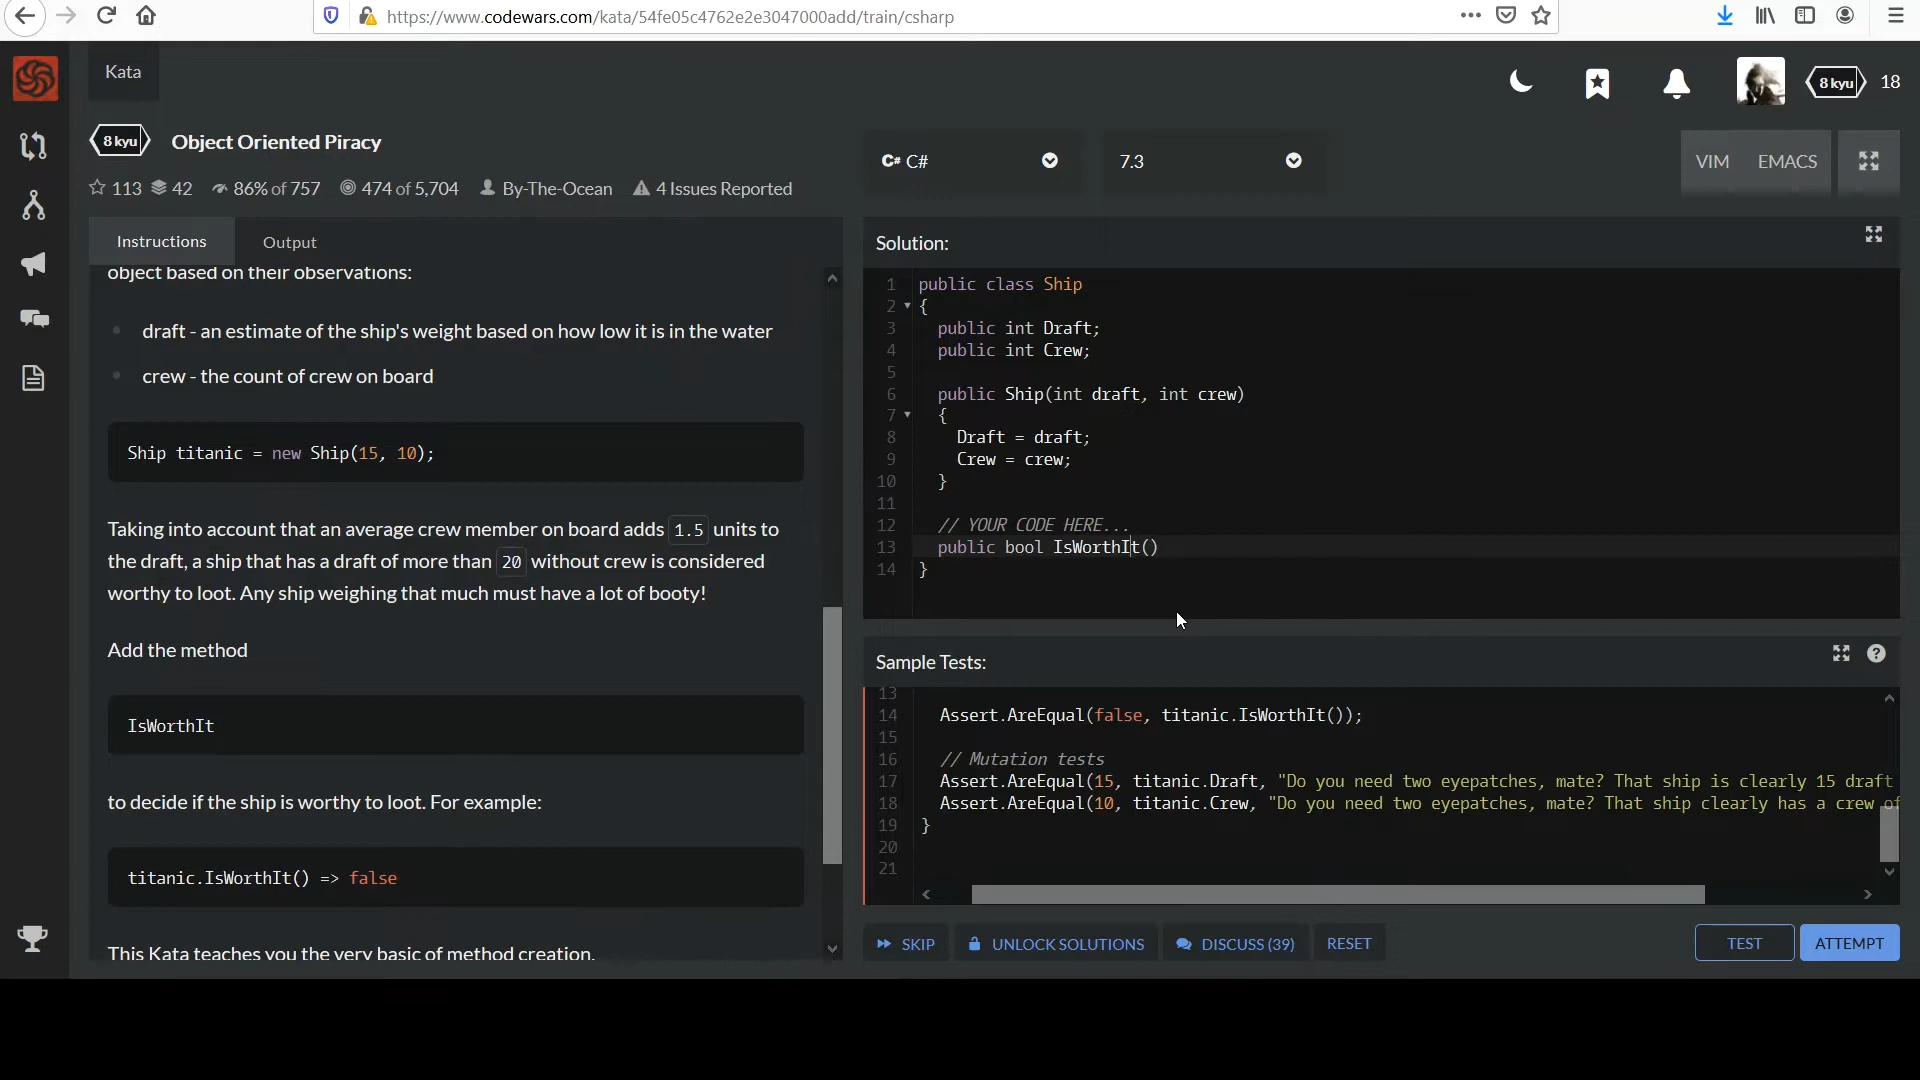 https://www.codewars.com/kata/54fe05c4762e2e3047000add/train/csharp
Kata
8 kyu
18
8 kyu
Object Oriented Piracy
113
42
86% of 757
474 of 5,704
By-The-Ocean
4 Issues Reported
C# C#
7.3
VIM
EMACS
Instructions
Output
object based on their observations:
draft - an estimate of the ship's weight based on how low it is in the water
crew - the count of crew on board
Ship titanic = new Ship(15, 10);
Taking into account that an average crew member on board adds 1.5 units to
the draft, a ship that has a draft of more than 20 without crew is considered
worthy to loot. Any ship weighing that much must have a lot of booty!
Add the method
IsWorthIt
to decide if the ship is worthy to loot. For example:
titanic.IsWorthIt() => false
This Kata teaches you the very basic of method creation.
Solution:
1 public class Ship
2 {
3 public int Draft;
4 public int Crew;
5
6 public Ship(int draft, int crew)
7 {
8 Draft = draft;
9 Crew = crew;
10 }
11
12 // YOUR CODE HERE...
13 public bool IsWorthIt()
14 }
Sample Tests:
13
14 Assert.AreEqual(false, titanic.IsWorthIt());
15
16 // Mutation tests
17 Assert.AreEqual(15, titanic.Draft, "Do you need two eyepatches, mate? That ship is clearly 15 draft
18 Assert.AreEqual(10, titanic.Crew, "Do you need two eyepatches, mate? That ship clearly has a crew of
19 }
20
21
SKIP
UNLOCK SOLUTIONS
DISCUSS (39)
RESET
TEST
ATTEMPT